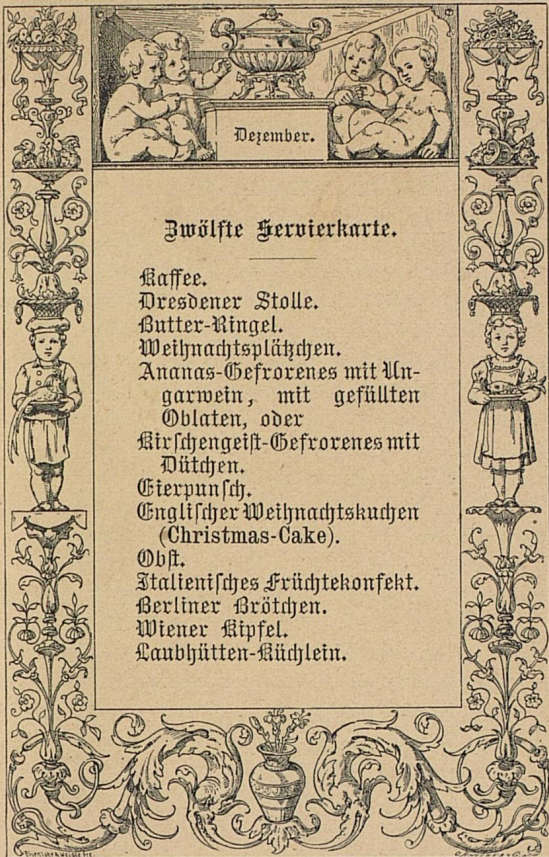 Dezember.
Zwölfte Servierkarte.
Kaffee.
Dresdener Stolle.
Butter-Ringel.
Weihnachtsplätzchen.
Ananas-Gefrorenes mit Un-
garwein, mit gefüllten
Oblaten, oder
Kirschengeist-Gefrorenes mit
Dütchen.
Eierpunsch.
Englischer Weihnachtskuchen
(Christmas-Cake).
Obst.
Italienisches Früchtekonfekt.
Berliner Brötchen.
Wiener Kipfel.
Laubhütten-Küchlein.